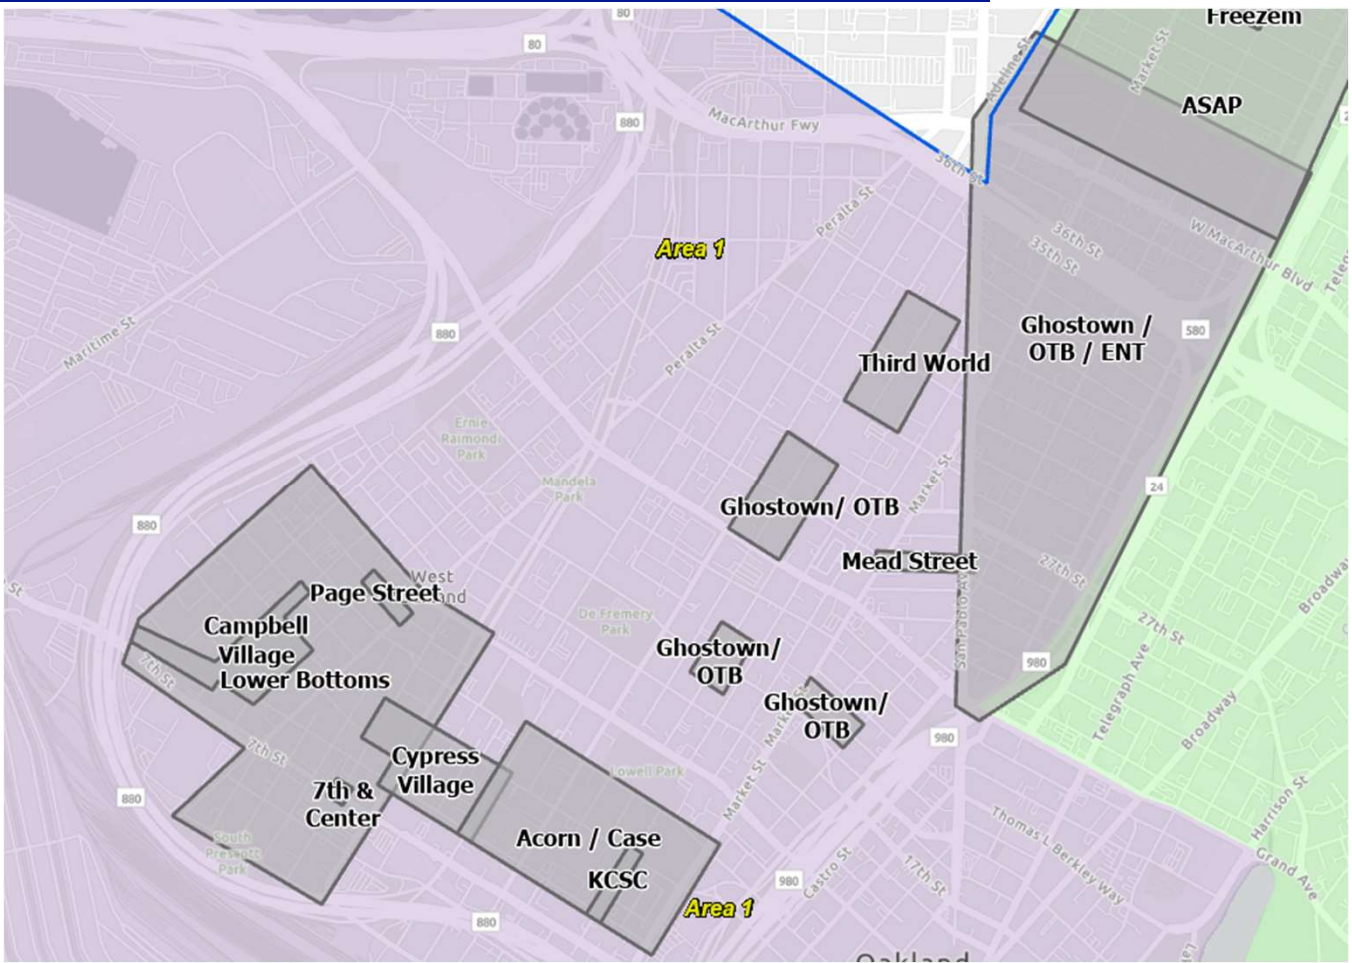 80
80
Freezem
Market St
Adeline St
ASAP
880
MacArthur Fwy
36th St
Peralta St
W MacArthur Blvd
Area 1
36th St
35th St
Maritime St
880
Peralta St
Ghostown /
OTB / ENT
580
Third World
Ernie
Raimondi
Park
Mandela
Park
24
Market St
Ghostown/ OTB
880
Mead Street
27th St
San Pablo Av
Page Street
West
nd
Campbell
Village
De Fremery
Park
Broadway
27th St
Lower Bottoms
7th St
Ghostown/
OTB
980
Telegraph Ave
Ghostown/
OTB
Market St
Broadway
980
7th St
Cypress
Village
Lowell Park
Market St
7th &
Center
880
Harrison St
Thomas L Berkley Way
Acorn / Case
South
Prescott
Park
KCSC
980
Castro St
17th St
Grand Ave
Area 1
880
Oakland